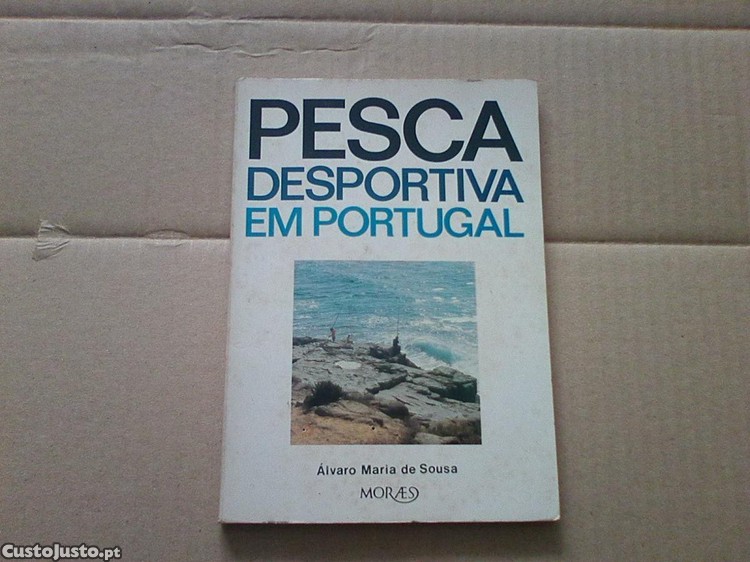 PESCA
DESPORTIVA
EM PORTUGAL
Álvaro Maria de Sousa
MORÆS
CustoJusto.pt